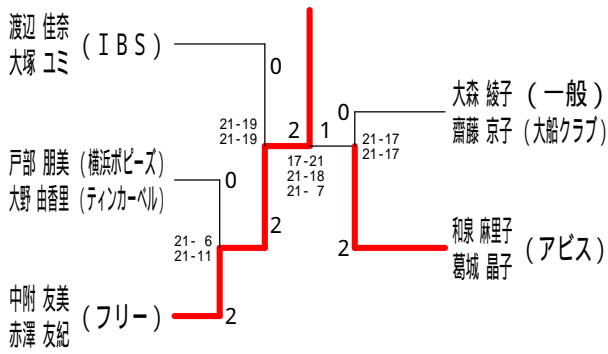 渡辺 佳奈
大塚 ユミ
(IBS)
0
21-19
21-19
2
1
17-21
21-18
21- 7
戸部 朋美 (横浜ポピーズ)
大野 由香里 (ティンカーベル)
0
2
21- 6
21-11
中附 友美
赤澤 友紀
(フリー)
2
大森 綾子 (一般)
齋藤 京子 (大船クラブ)
0
21-17
21-17
和泉 麻里子
葛城 晶子
(アビス)
2